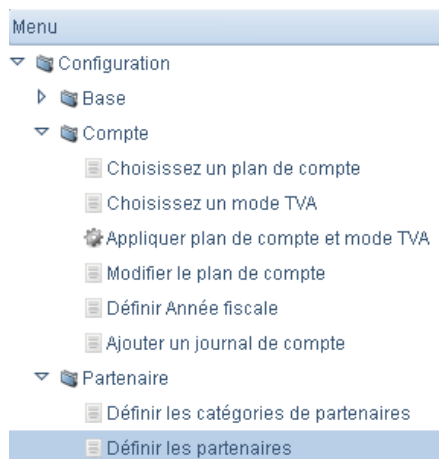 Menu
Configuration
Base
Compte
Choisissez un plan de compte
Choisissez un mode TVA
Appliquer plan de compte et mode TVA
Modifier le plan de compte
Définir Année fiscale
Ajouter un journal de compte
Partenaire
Définir les catégories de partenaires
Définir les partenaires